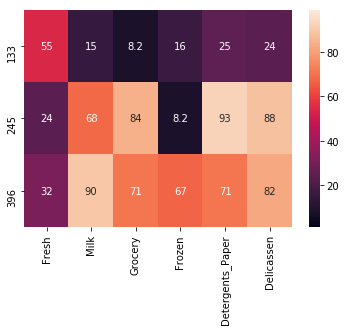 133 55 15 8.2 16 25 24
245 24 68 84 8.2 93 88
396 32 90 71 67 71 82
Fresh Milk Grocery Frozen Detergents_Paper Delicassen
80
60
40
20